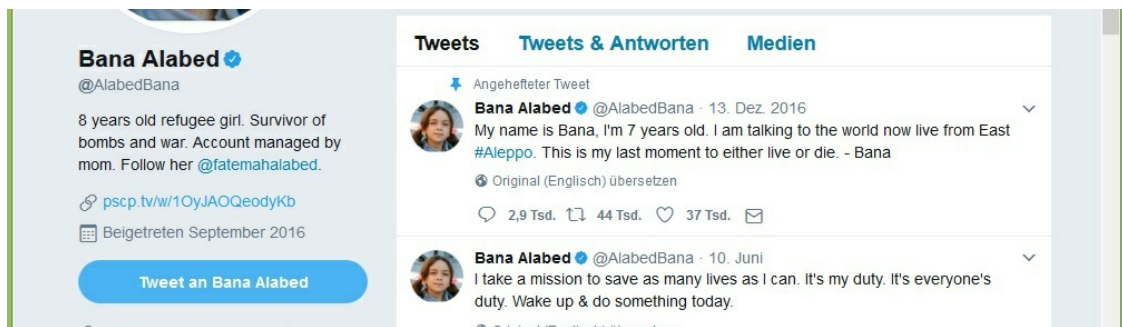 Bana Alabed
@AlabedBana
8 years old refugee girl. Survivor of
bombs and war. Account managed by
mom. Follow her @fatemahalabed.
pscp.tv/w/1OyJAOQeodyKb
Beigetreten September 2016
Tweet an Bana Alabed
Tweets Tweets & Antworten Medien
Angehefteter Tweet
Bana Alabed @AlabedBana · 13. Dez. 2016
My name is Bana, I'm 7 years old. I am talking to the world now live from East
#Aleppo. This is my last moment to either live or die. - Bana
Original (Englisch) übersetzen
2,9 Tsd. 44 Tsd. 37 Tsd.
Bana Alabed @AlabedBana · 10. Juni
I take a mission to save as many lives as I can. It's my duty. It's everyone's
duty. Wake up & do something today.